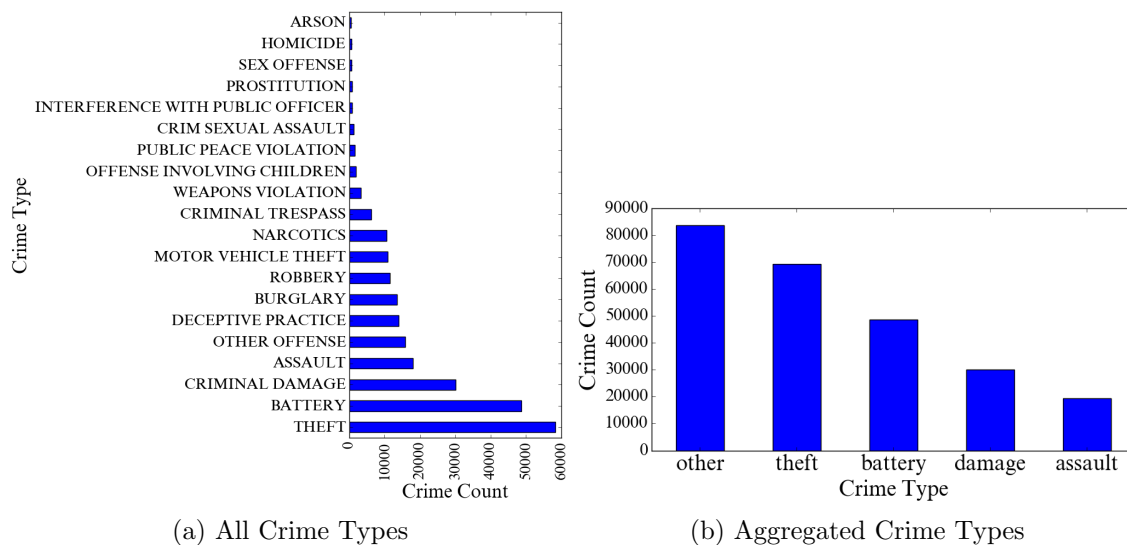 ARSON
HOMICIDE
SEX OFFENSE
PROSTITUTION
INTERFERENCE WITH PUBLIC OFFICER
CRIM SEXUAL ASSAULT
PUBLIC PEACE VIOLATION
OFFENSE INVOLVING CHILDREN
WEAPONS VIOLATION
CRIMINAL TRESPASS
NARCOTICS
MOTOR VEHICLE THEFT
ROBBERY
BURGLARY
DECEPTIVE PRACTICE
OTHER OFFENSE
ASSAULT
CRIMINAL DAMAGE
BATTERY
THEFT
Crime Type
0
10000
20000
30000
40000
50000
60000
Crime Count
(a) All Crime Types
90000
80000
70000
60000
50000
40000
30000
20000
10000
0
Crime Count
other theft battery damage assault
Crime Type
(b) Aggregated Crime Types